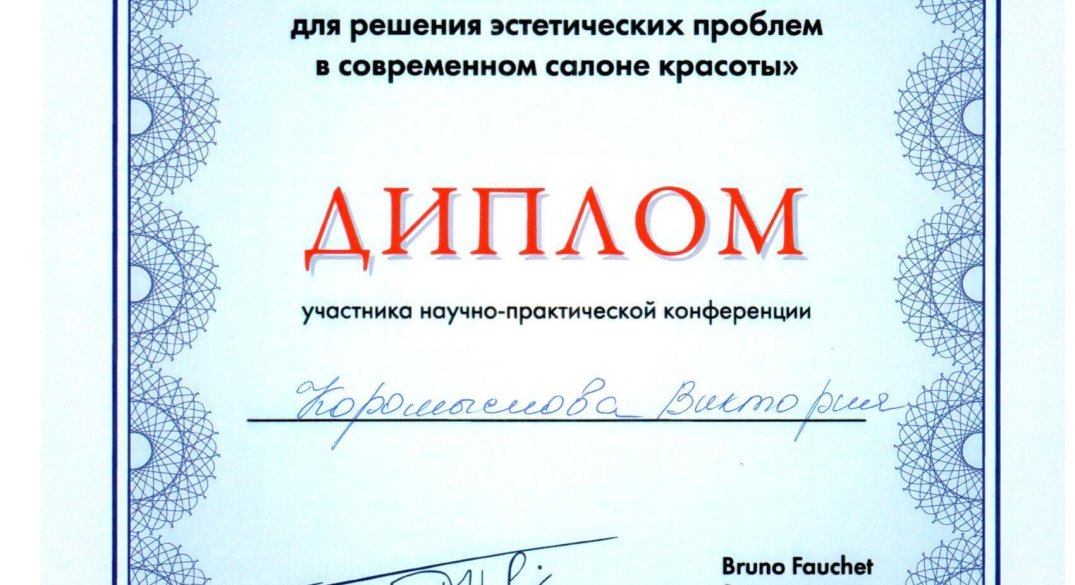 для решения эстетических проблем
в современном салоне красоты»
ДИПЛОМ
участника научно-практической конференции
Коромыслова Виктория
Bruno Fauchet